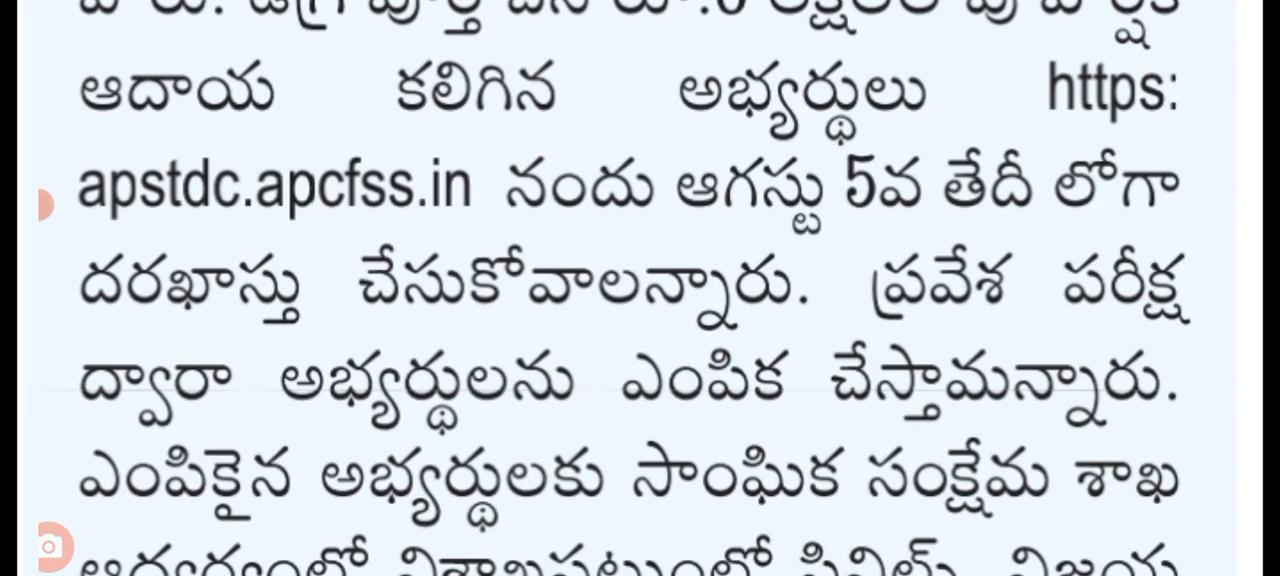 ఆదాయ కలిగిన అభ్యర్థులు https:
apstdc.apcfss.in నందు ఆగస్టు 5వ తేదీ లోగా
దరఖాస్తు చేసుకోవాలన్నారు. ప్రవేశ పరీక్ష
ద్వారా అభ్యర్థులను ఎంపిక చేస్తామన్నారు.
ఎంపికైన అభ్యర్థులకు సాంఘిక సంక్షేమ శాఖ